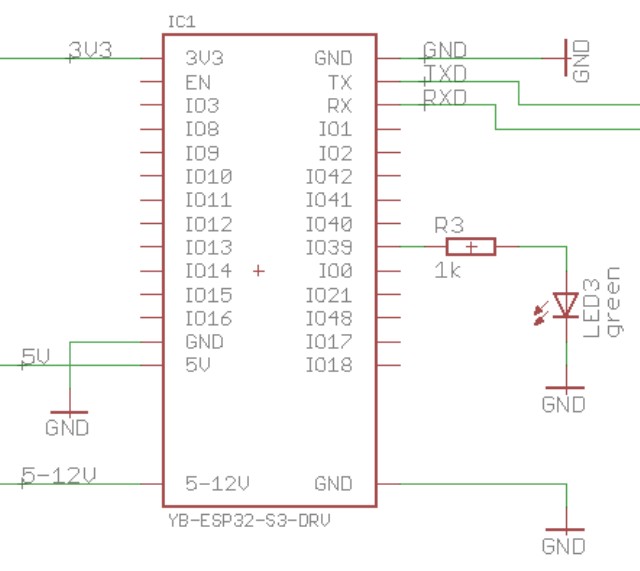 IC1
3V3
3V3
GND
GND
GND
EN
TX
TXD
IO3
RX
RXD
IO8
IO1
IO9
IO2
IO10
IO42
IO11
IO41
IO12
IO40
R3
IO13
IO39
IO14
IO0
1k
IO15
IO21
LED3
green
IO16
IO48
GND
IO17
5V
5V
IO18
GND
GND
5-12V
5-12V
GND
YB-ESP32-S3-DRV
GND